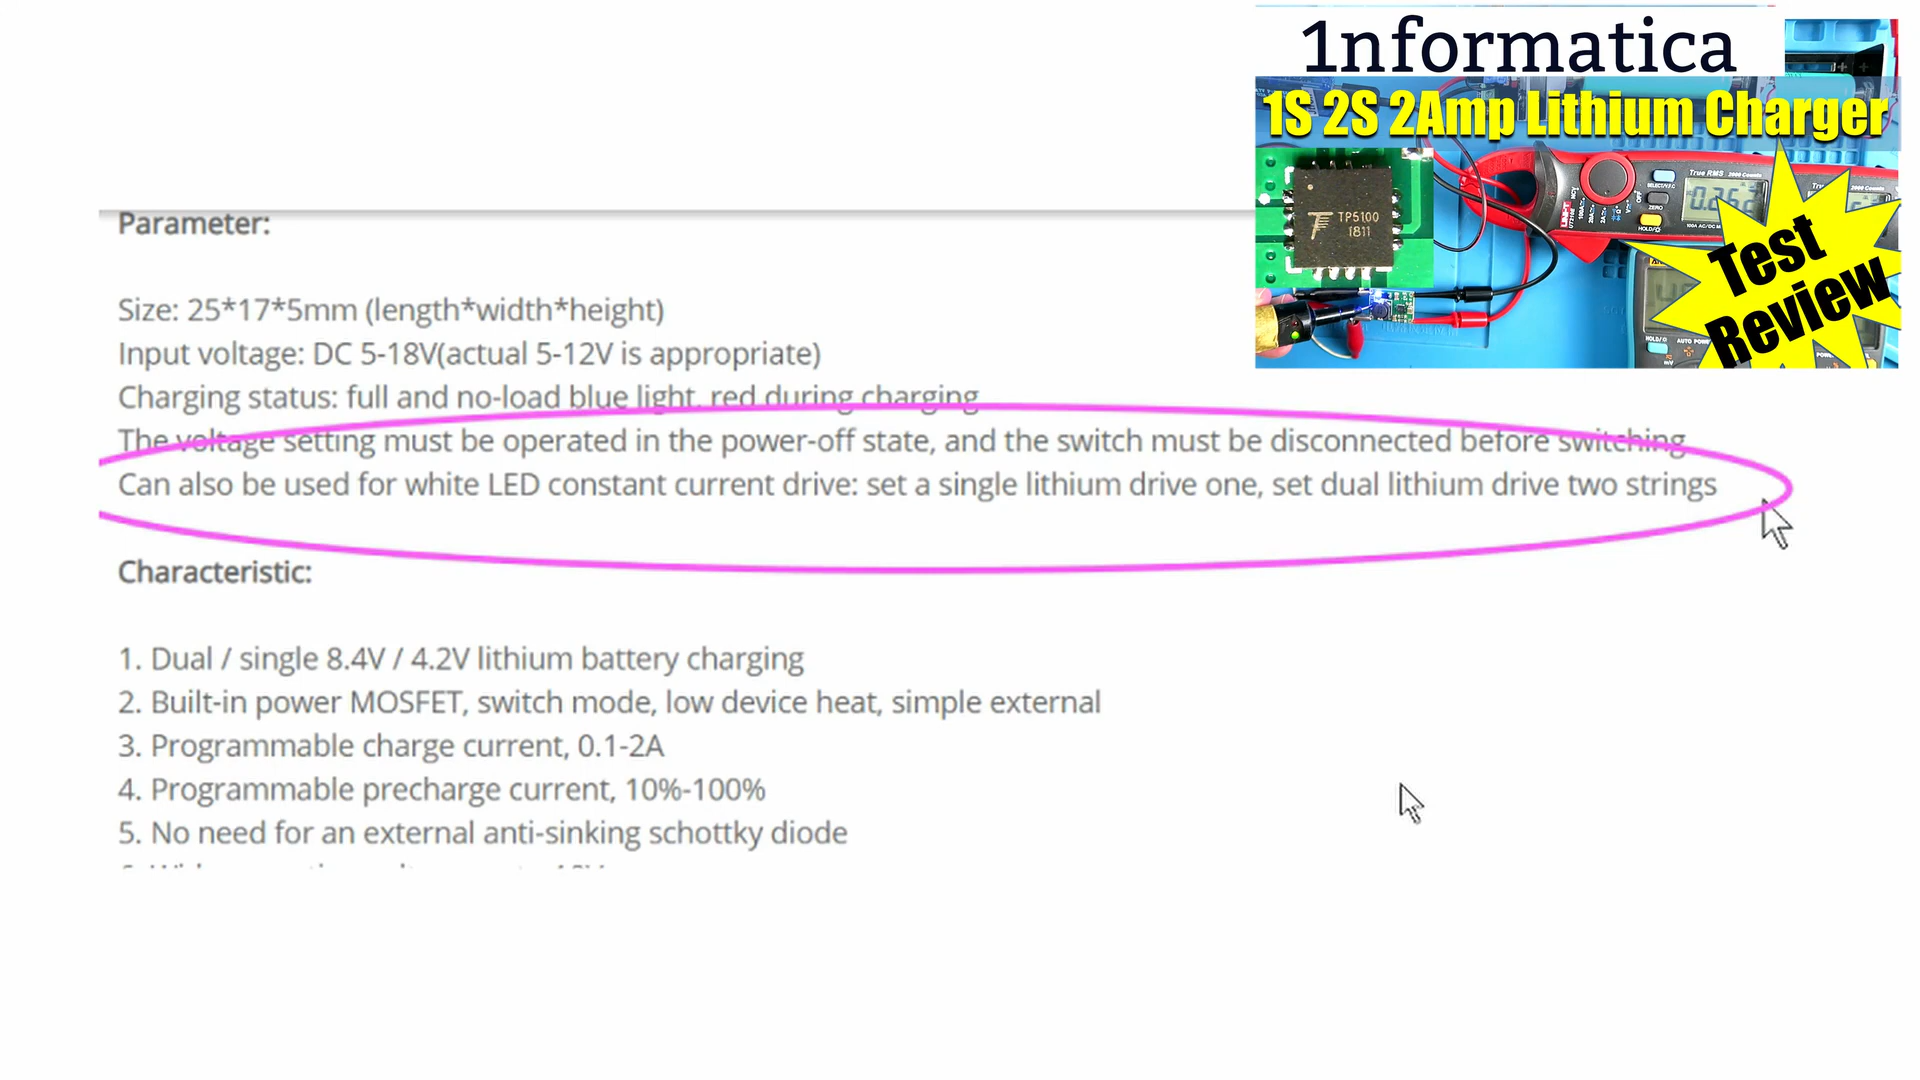 1nformatica
1S 2S 2Amp Lithium Charger
TP5100
1811
True RMS
Test
Review
Parameter:
Size: 25*17*5mm (length*width*height)
Input voltage: DC 5-18V(actual 5-12V is appropriate)
Charging status: full and no-load blue light, red during charging
The voltage setting must be operated in the power-off state, and the switch must be disconnected before switching
Can also be used for white LED constant current drive: set a single lithium drive one, set dual lithium drive two strings
Characteristic:
1. Dual / single 8.4V / 4.2V lithium battery charging
2. Built-in power MOSFET, switch mode, low device heat, simple external
3. Programmable charge current, 0.1-2A
4. Programmable precharge current, 10%-100%
5. No need for an external anti-sinking schottky diode